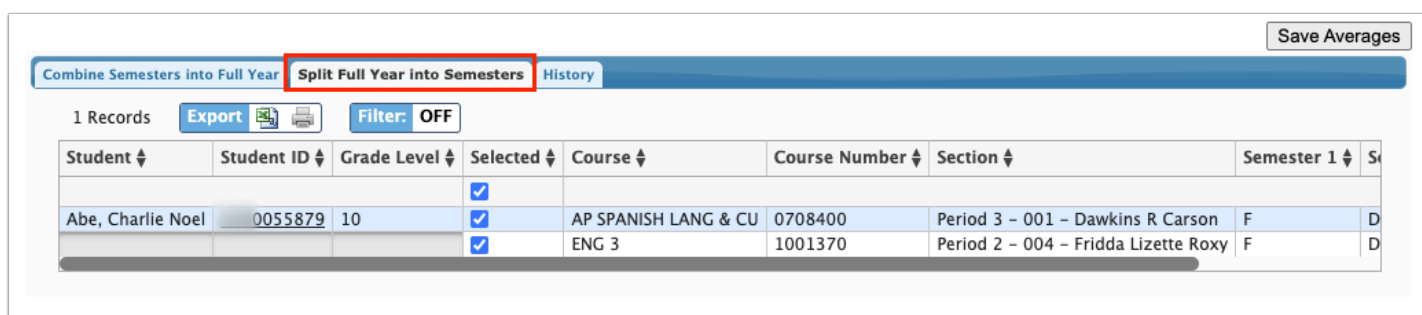 Save Averages
Combine Semesters into Full Year Split Full Year into Semesters History
1 Records Export Filter: OFF
Student Student ID Grade Level Selected Course Course Number Section Semester 1
Abe, Charlie Noel 0055879 10 AP SPANISH LANG & CU 0708400 Period 3 - 001 - Dawkins R Carson F D
ENG 3 1001370 Period 2 - 004 - Fridda Lizette Roxy F D